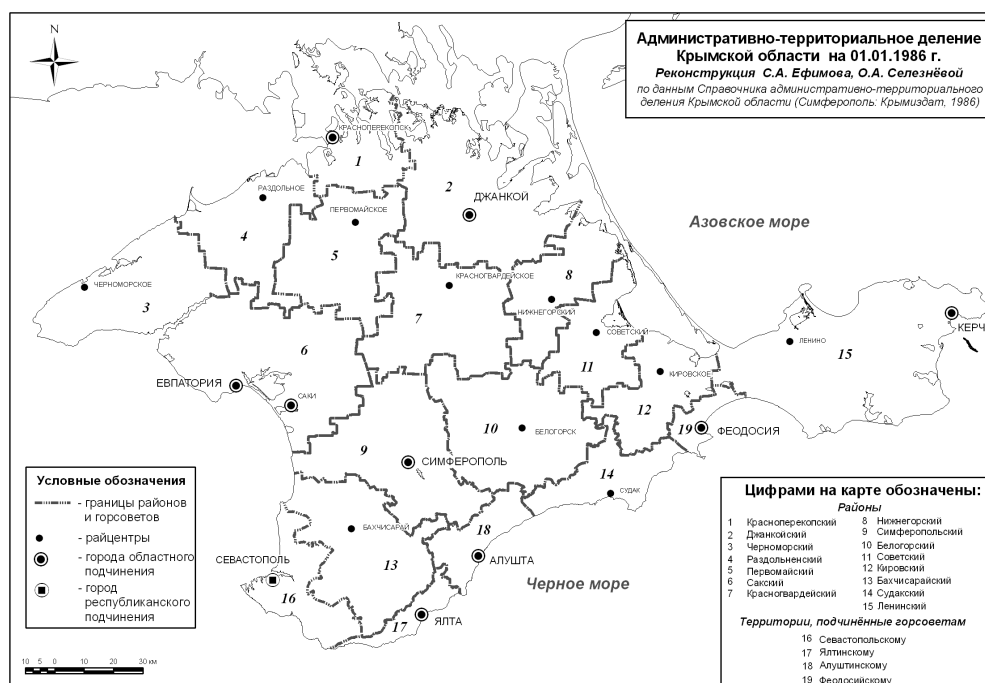 N
Административно-территориальное деление
Крымской области на 01.01.1986 г.
Реконструкция С.А. Ефимова, О.А. Селезнёвой
по данным Справочника административно-территориального
деления Крымской области (Симферополь: Крымиздат, 1986)
КРАСНОПЕРЕКОПСК
1
2
РАЗДОЛЬНОЕ
ДЖАНКОЙ
ПЕРВОМАЙСКОЕ
Азовское море
4
5
КРАСНОГВАРДЕЙСКОЕ
8
ЧЕРНОМОРСКОЕ
3
НИЖНЕГОРСКИЙ
7
КЕРЧ
СОВЕТСКИЙ
6
ЛЕНИНО
15
11
КИРОВСКОЕ
ЕВПАТОРИЯ
САКИ
12
10
БЕЛОГОРСК
19
ФЕОДОСИЯ
9
СИМФЕРОПОЛЬ
14
СУДАК
БАХЧИСАРАЙ
18
СЕВАСТОПОЛЬ
АЛУШТА
13
Черное море
16
17
ЯЛТА
Условные обозначения
- границы районов
и горсоветов
- райцентры
- города областного
подчинения
- город
республиканского
подчинения
10 5 0 10 20 30 км
Цифрами на карте обозначены:
Районы
1 Красноперекопский
2 Джанкойский
3 Черноморский
4 Раздольненский
5 Первомайский
6 Сакский
7 Красногвардейский
8 Нижнегорский
9 Симферопольский
10 Белогорский
11 Советский
12 Кировский
13 Бахчисарайский
14 Судакский
15 Ленинский
Территории, подчинённые горсоветам
16 Севастопольскому
17 Ялтинскому
18 Алуштинскому
19 Феодосийскому